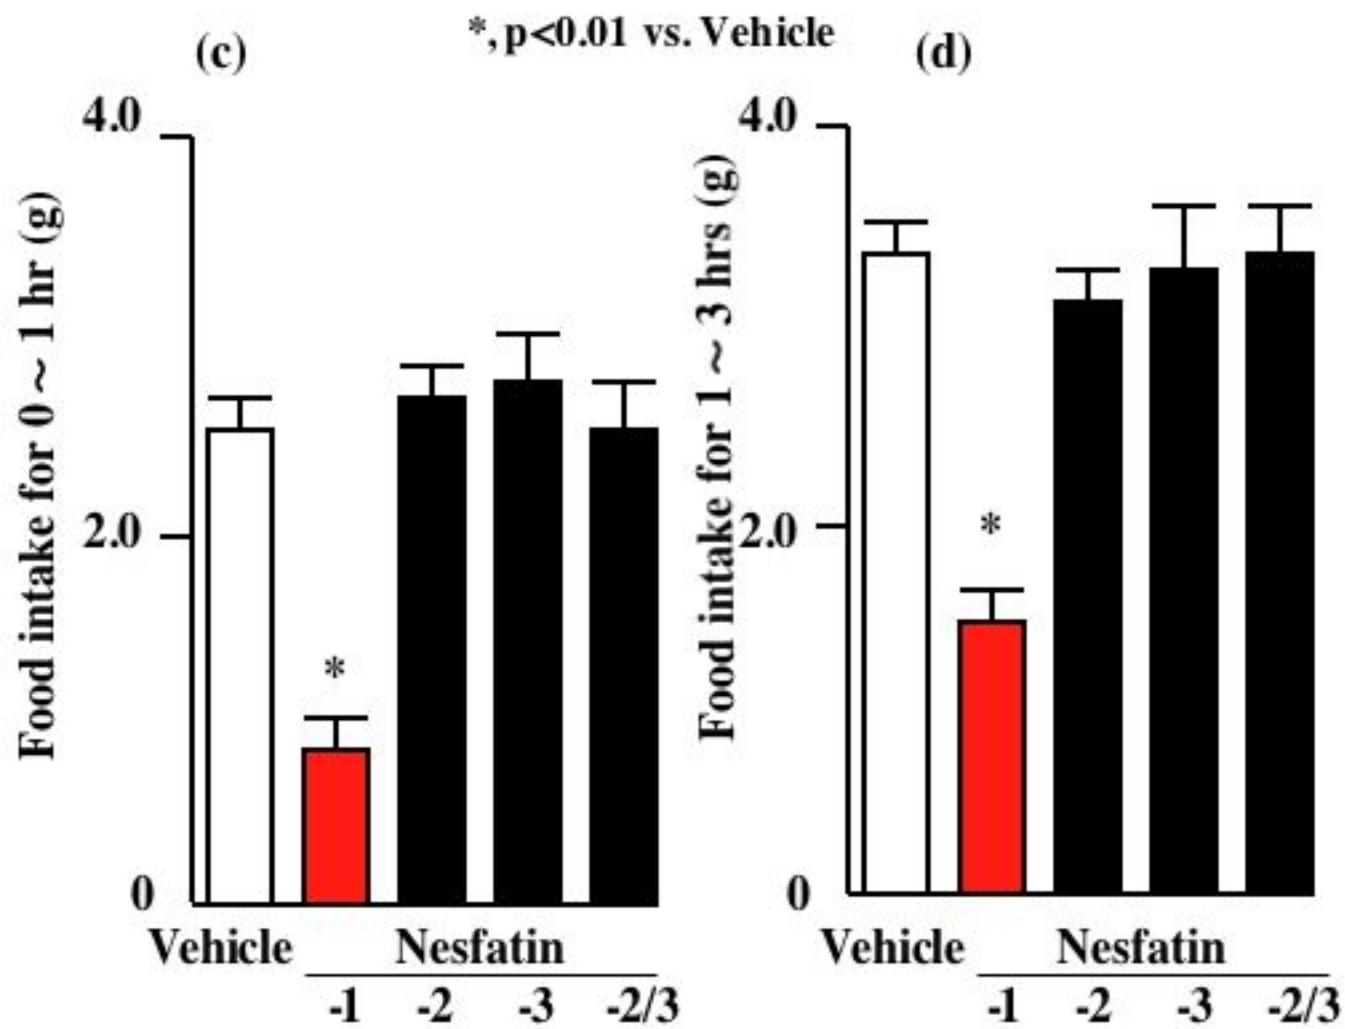 *, p<0.01 vs. Vehicle
(c)
4.0
2.0
0
Food intake for 0 ~ 1 hr (g)
*
Vehicle
Nesfatin
-1 -2 -3 -2/3
(d)
4.0
2.0
0
Food intake for 1 ~ 3 hrs (g)
*
Vehicle
Nesfatin
-1 -2 -3 -2/3